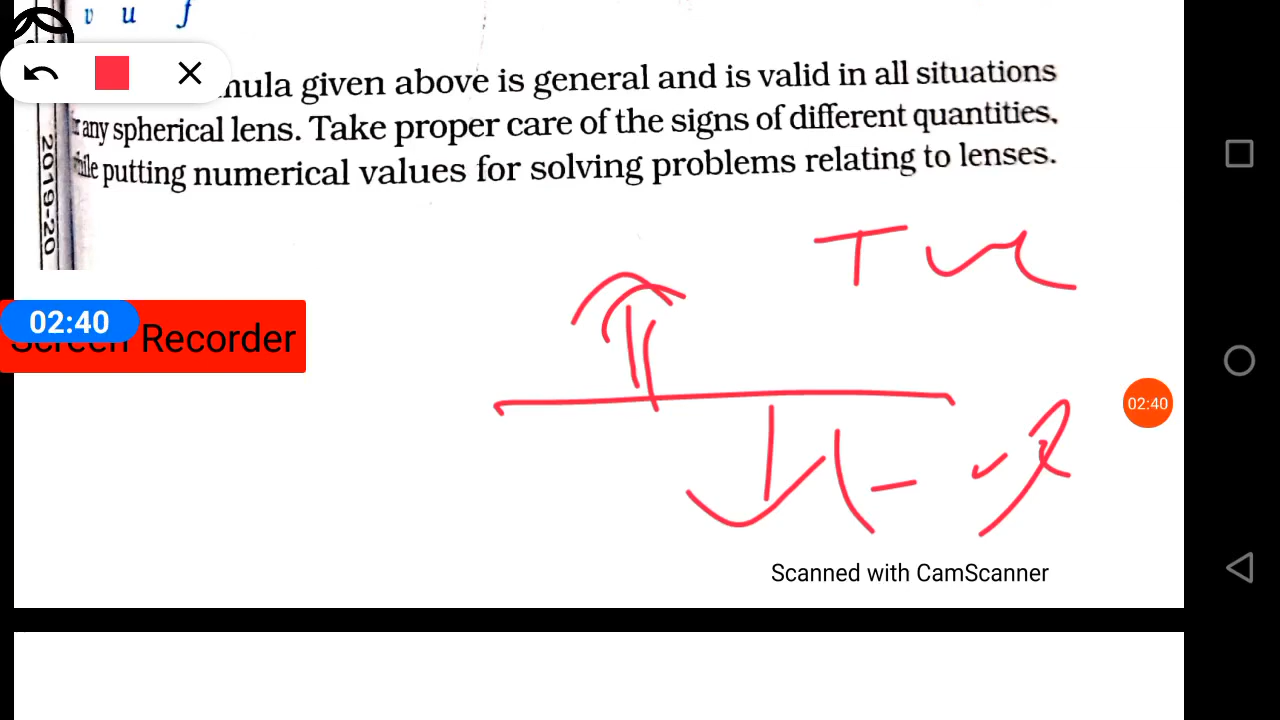 v u f
mula given above is general and is valid in all situations
any spherical lens. Take proper care of the signs of different quantities,
putting numerical values for solving problems relating to lenses.
2019-20
02:40
Screen Recorder
02:40
Scanned with CamScanner